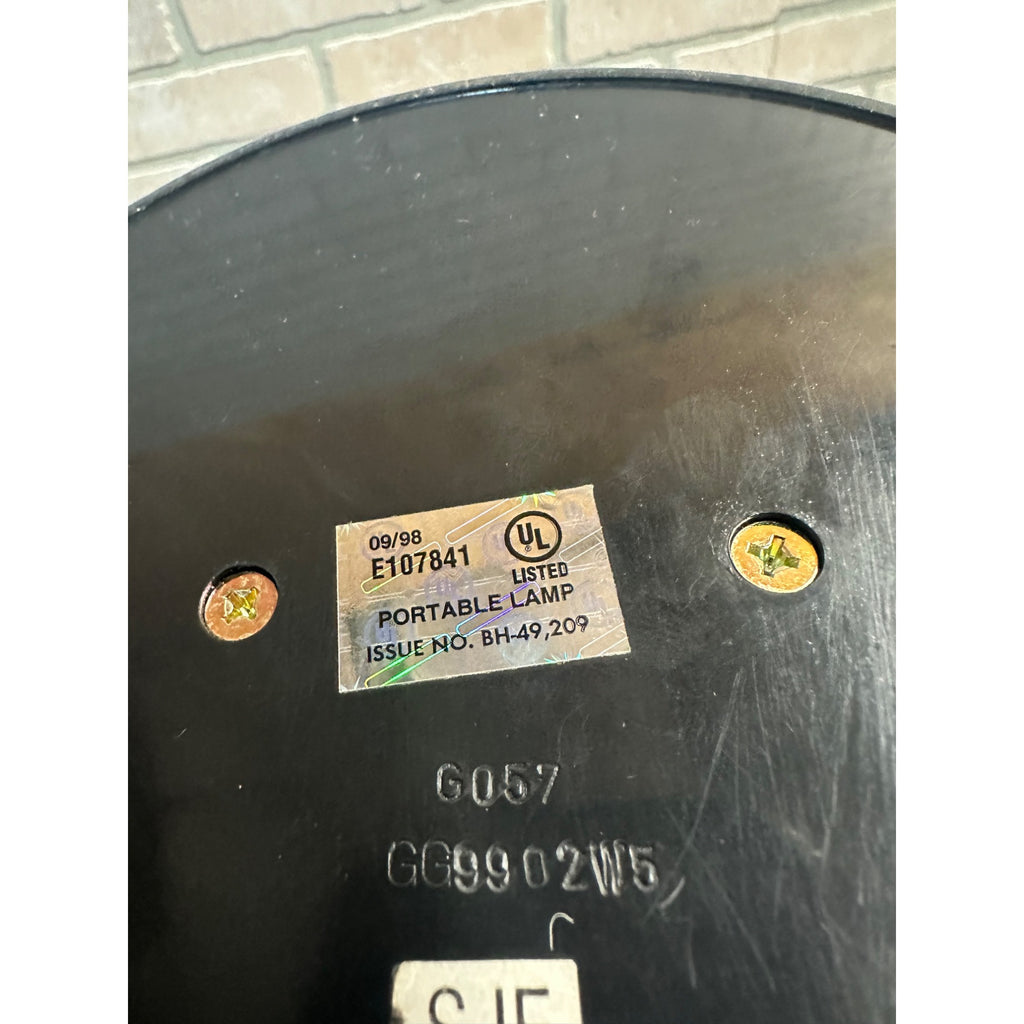 09/98
E107841
UL
LISTED
PORTABLE LAMP
ISSUE NO. BH-49,209
G057
GG9902W5